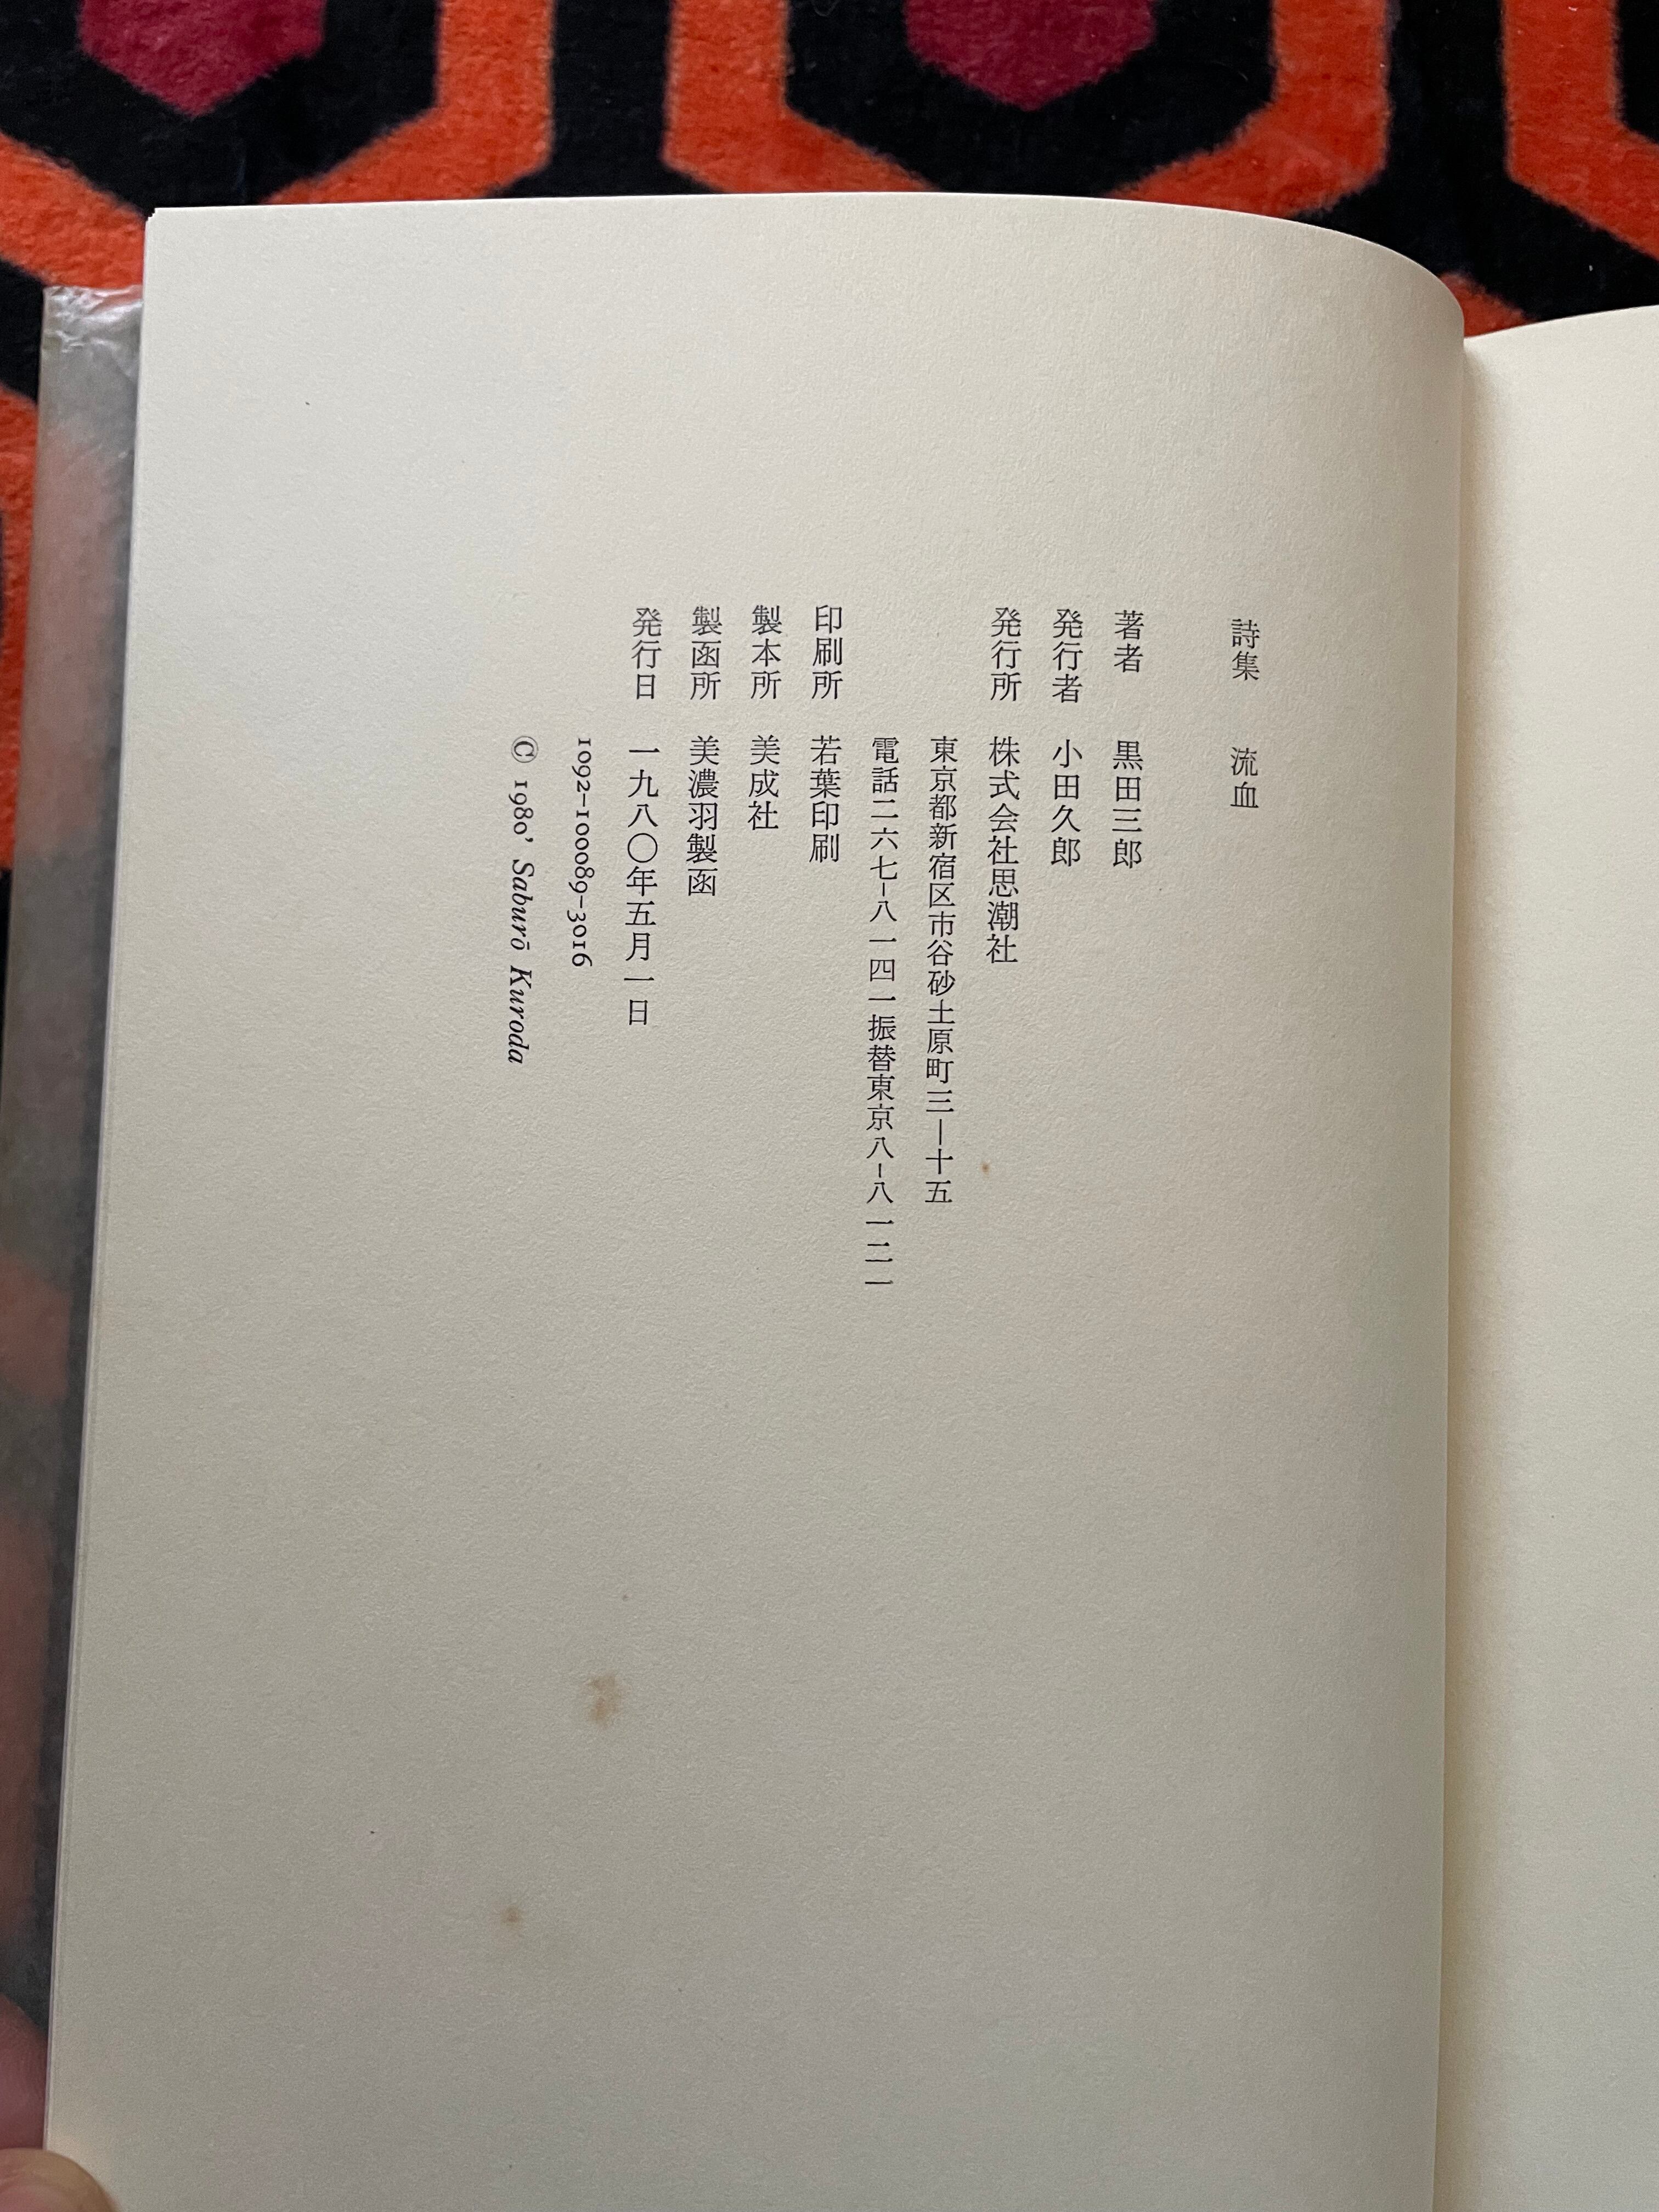 詩集　流血
著者　黒田三郎
発行者　小田久郎
発行所　株式会社思潮社
東京都新宿区市谷砂土原町三―十五
電話二六七―八一四一振替東京八―八一二一
印刷所　若葉印刷
製本所　美成社
製函所　美濃羽製函
発行日　一九八〇年五月一日
1092-100089-3016
© 1980’ Saburō Kuroda